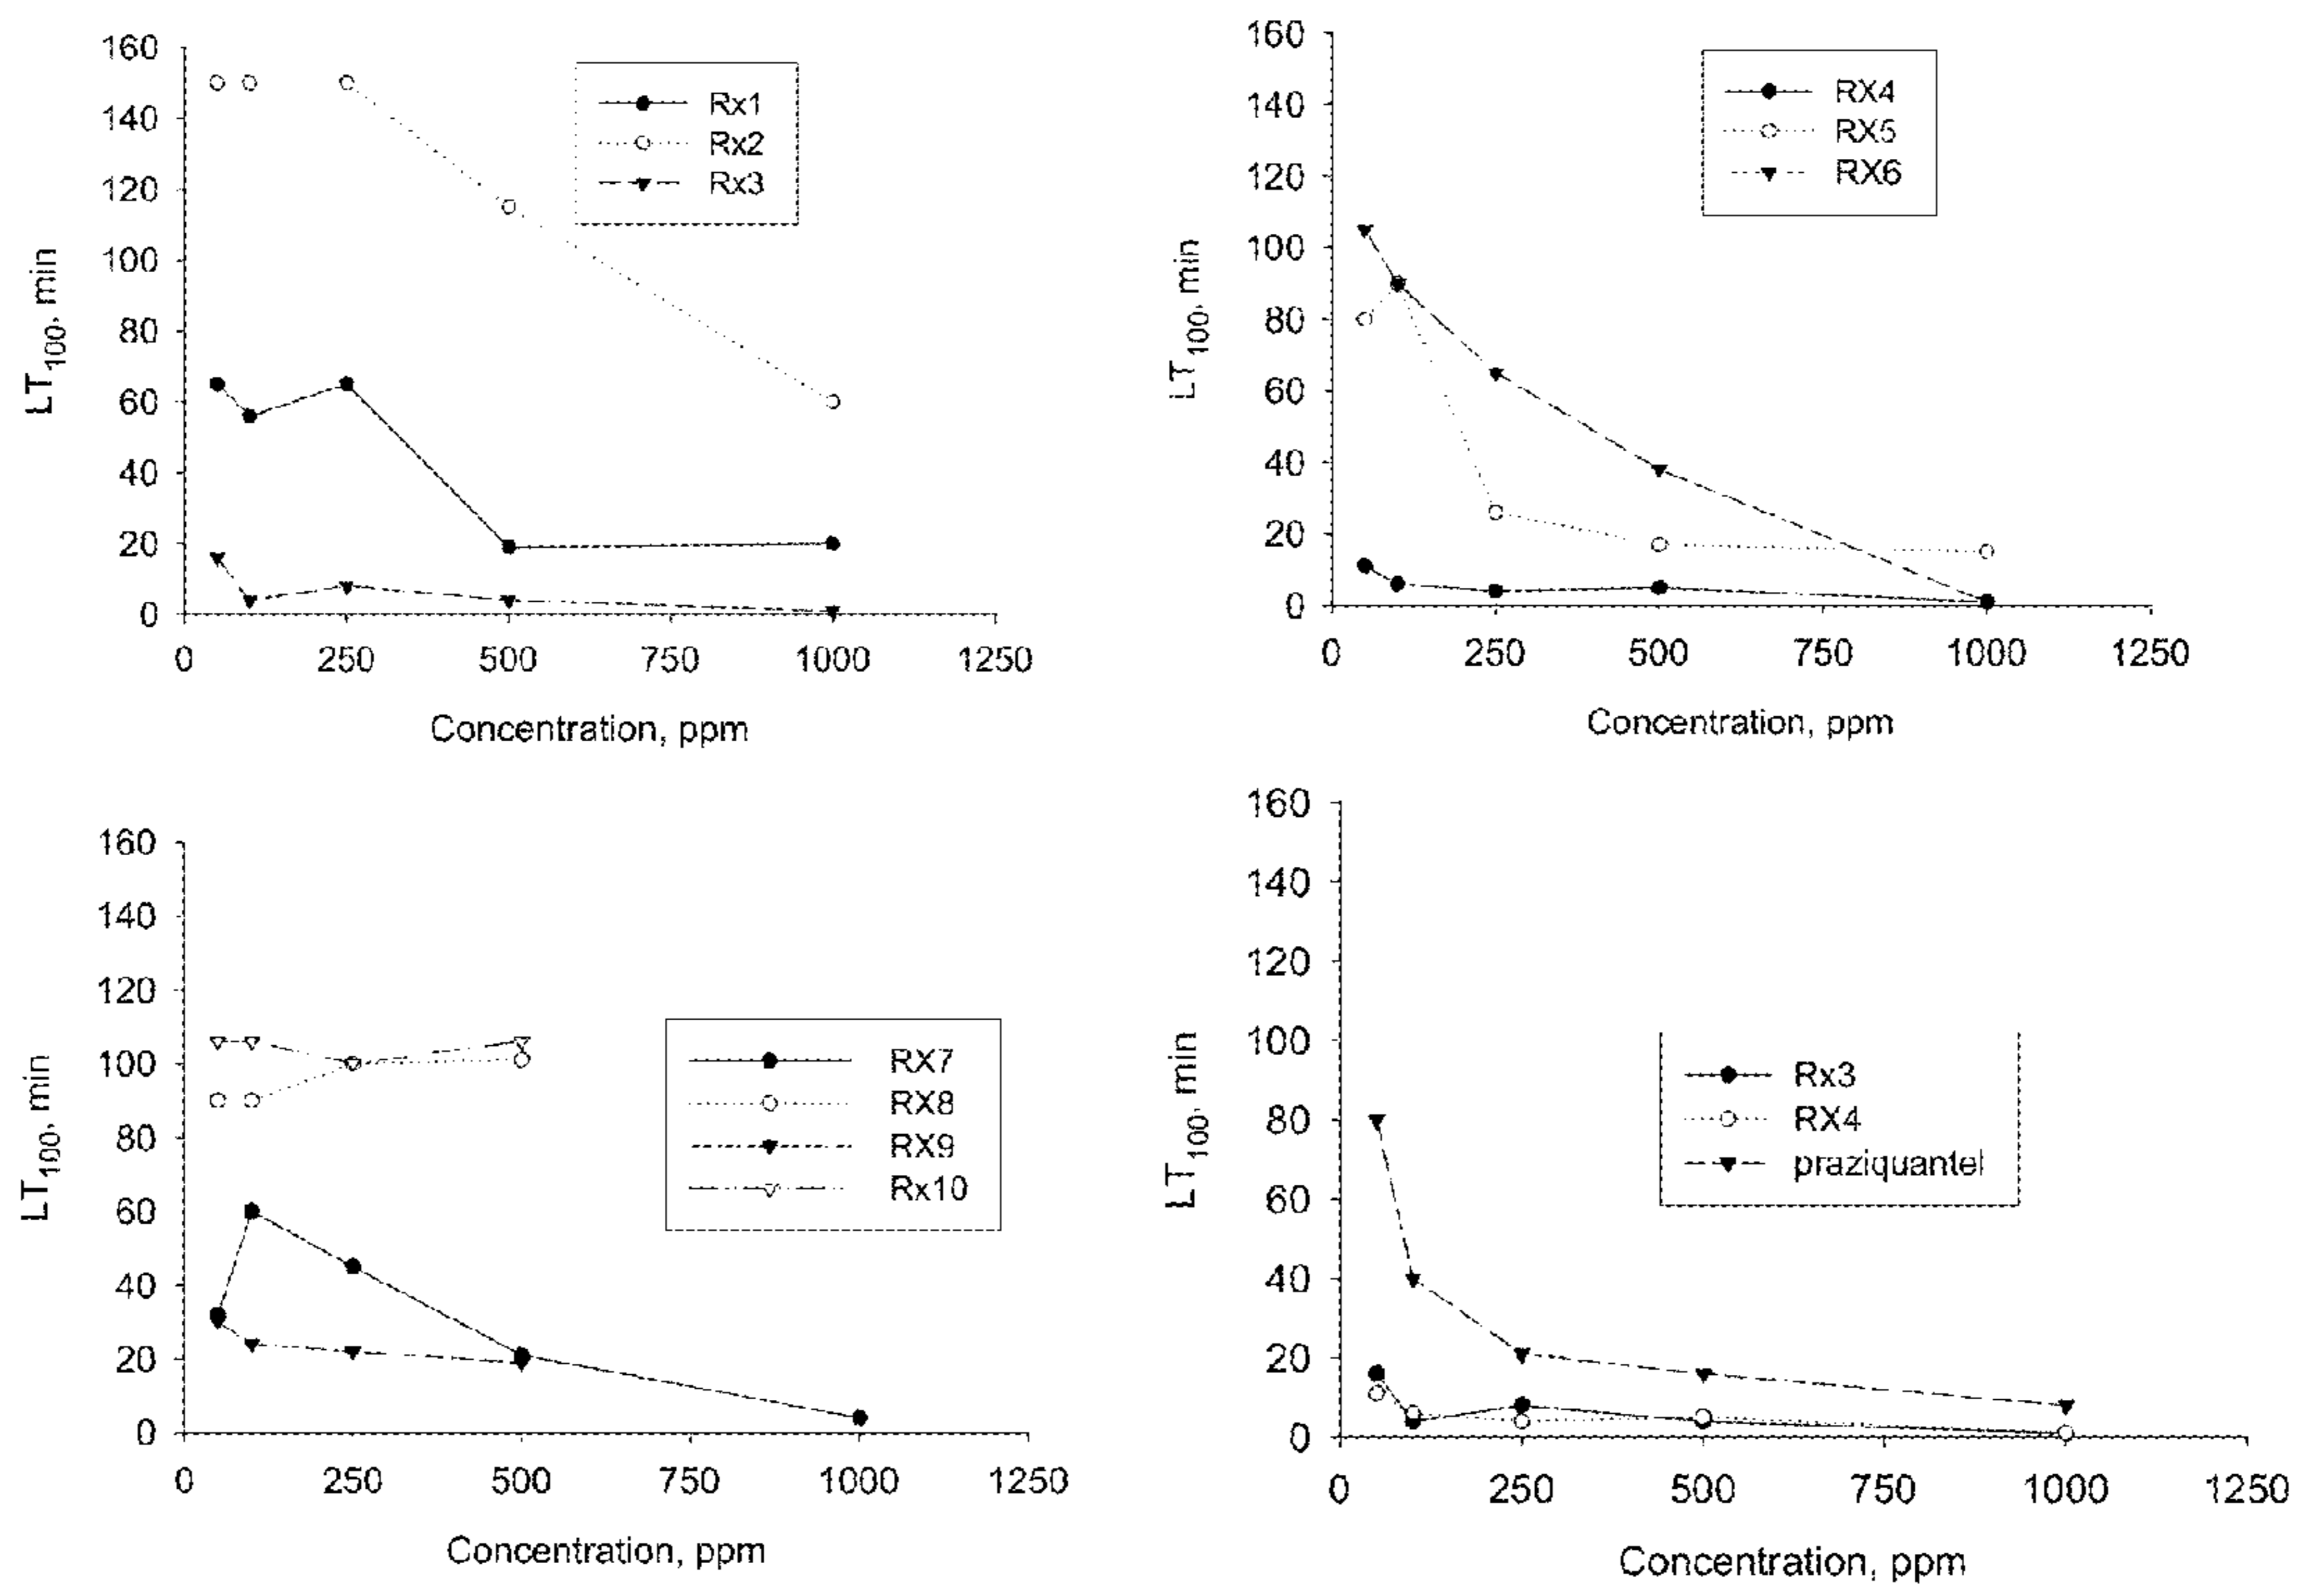 160
140
120
100
80
60
40
20
0
LT100, min
Rx1
Rx2
Rx3
0 250 500 750 1000 1250
Concentration, ppm
160
140
120
100
80
60
40
20
0
LT100, min
RX4
RX5
RX6
0 250 500 750 1000 1250
Concentration, ppm
160
140
120
100
80
60
40
20
0
LT100, min
RX7
RX8
RX9
Rx10
0 250 500 750 1000 1250
Concentration, ppm
160
140
120
100
80
60
40
20
0
LT100, min
Rx3
RX4
praziquantel
0 250 500 750 1000 1250
Concentration, ppm